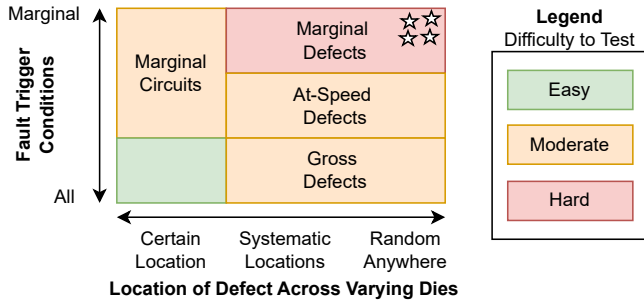 Marginal
Fault Trigger
Conditions
All
Marginal
Circuits
Marginal
Defects
At-Speed
Defects
Gross
Defects
Certain
Location
Systematic
Locations
Random
Anywhere
Location of Defect Across Varying Dies
Legend
Difficulty to Test
Easy
Moderate
Hard